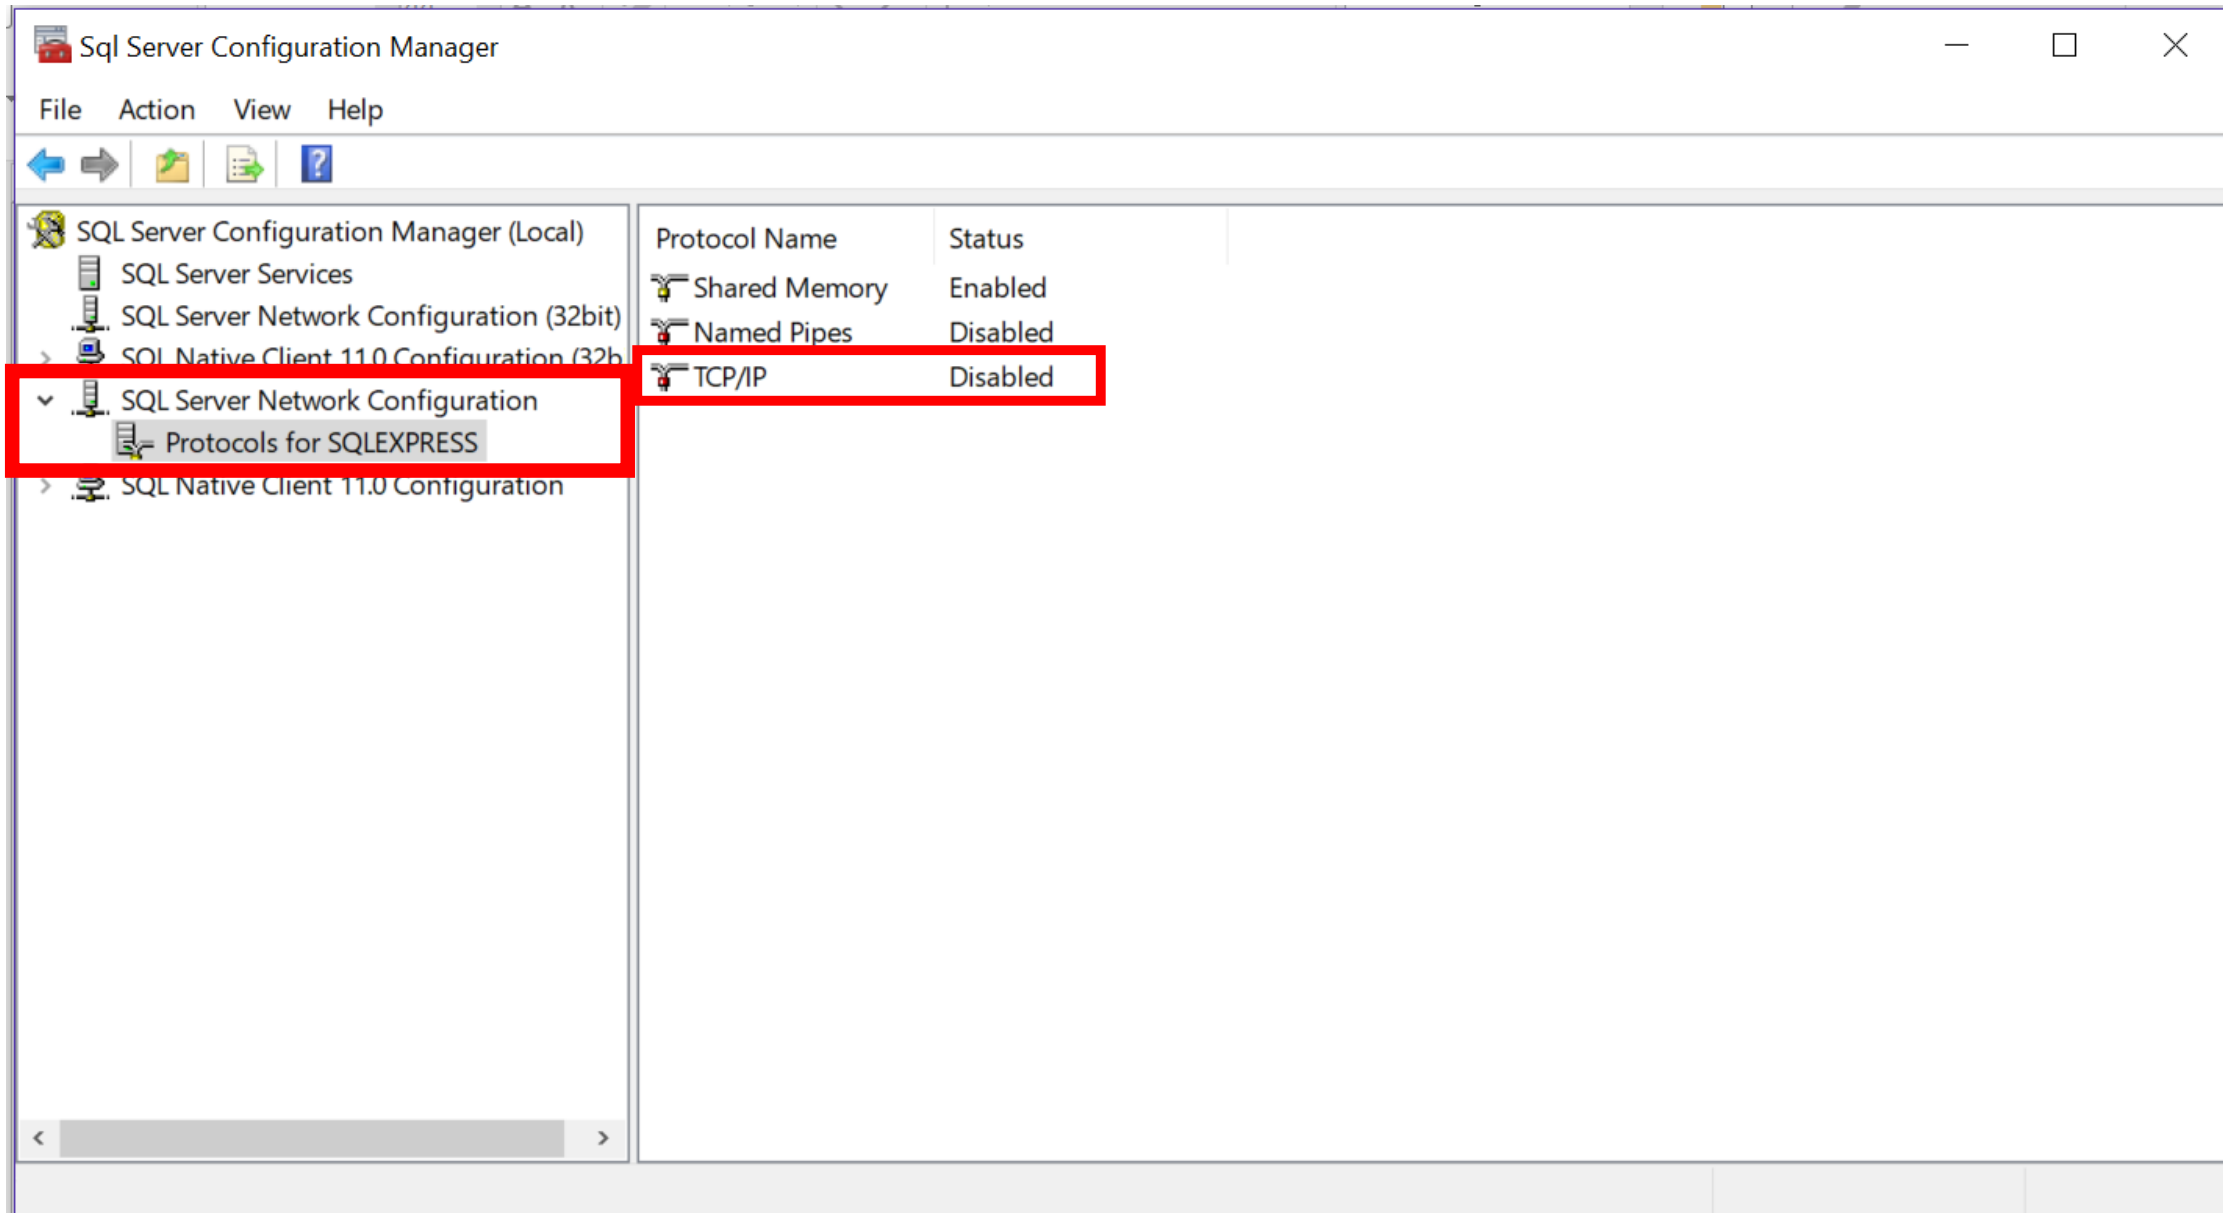 Sql Server Configuration Manager
File Action View Help
SQL Server Configuration Manager (Local)
SQL Server Services
SQL Server Network Configuration (32bit)
SQL Native Client 11.0 Configuration (32b
SQL Server Network Configuration
Protocols for SQLEXPRESS
SQL Native Client 11.0 Configuration
Protocol Name Status
Shared Memory Enabled
Named Pipes Disabled
TCP/IP Disabled